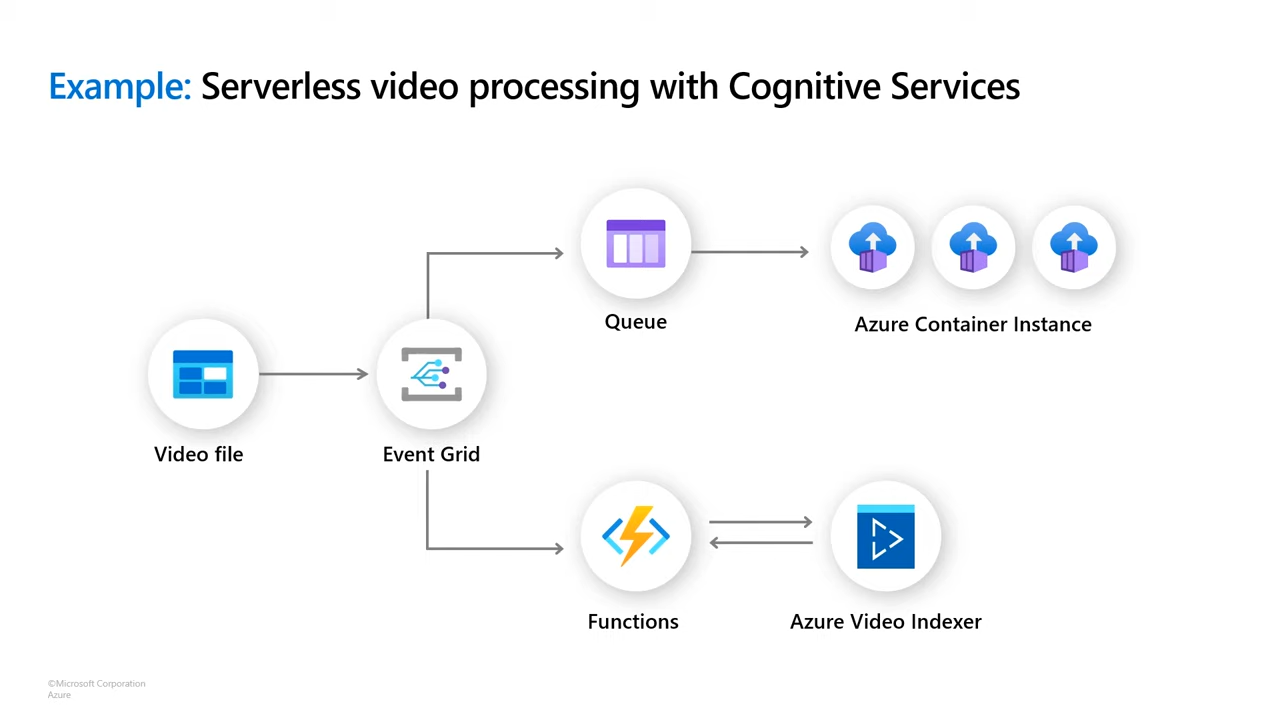 Example: Serverless video processing with Cognitive Services
Queue
Azure Container Instance
Video file
Event Grid
Functions
Azure Video Indexer
©Microsoft Corporation
Azure